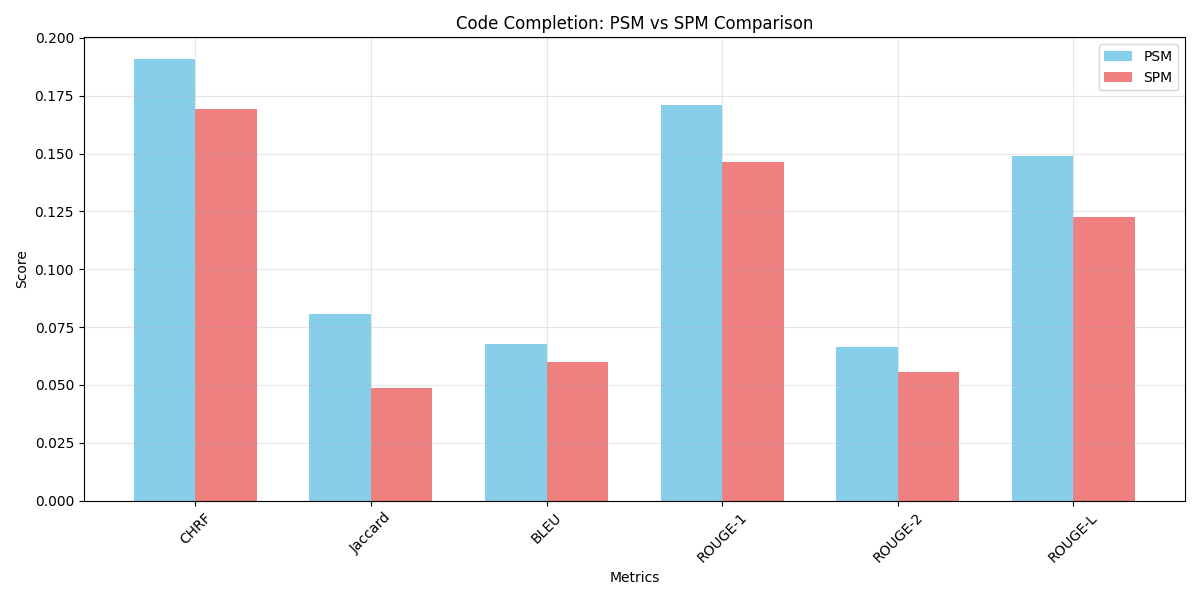 Code Completion: PSM vs SPM Comparison
PSM
SPM
Score
0.200
0.175
0.150
0.125
0.100
0.075
0.050
0.025
0.000
CHRF
Jaccard
BLEU
ROUGE-1
ROUGE-2
ROUGE-L
Metrics